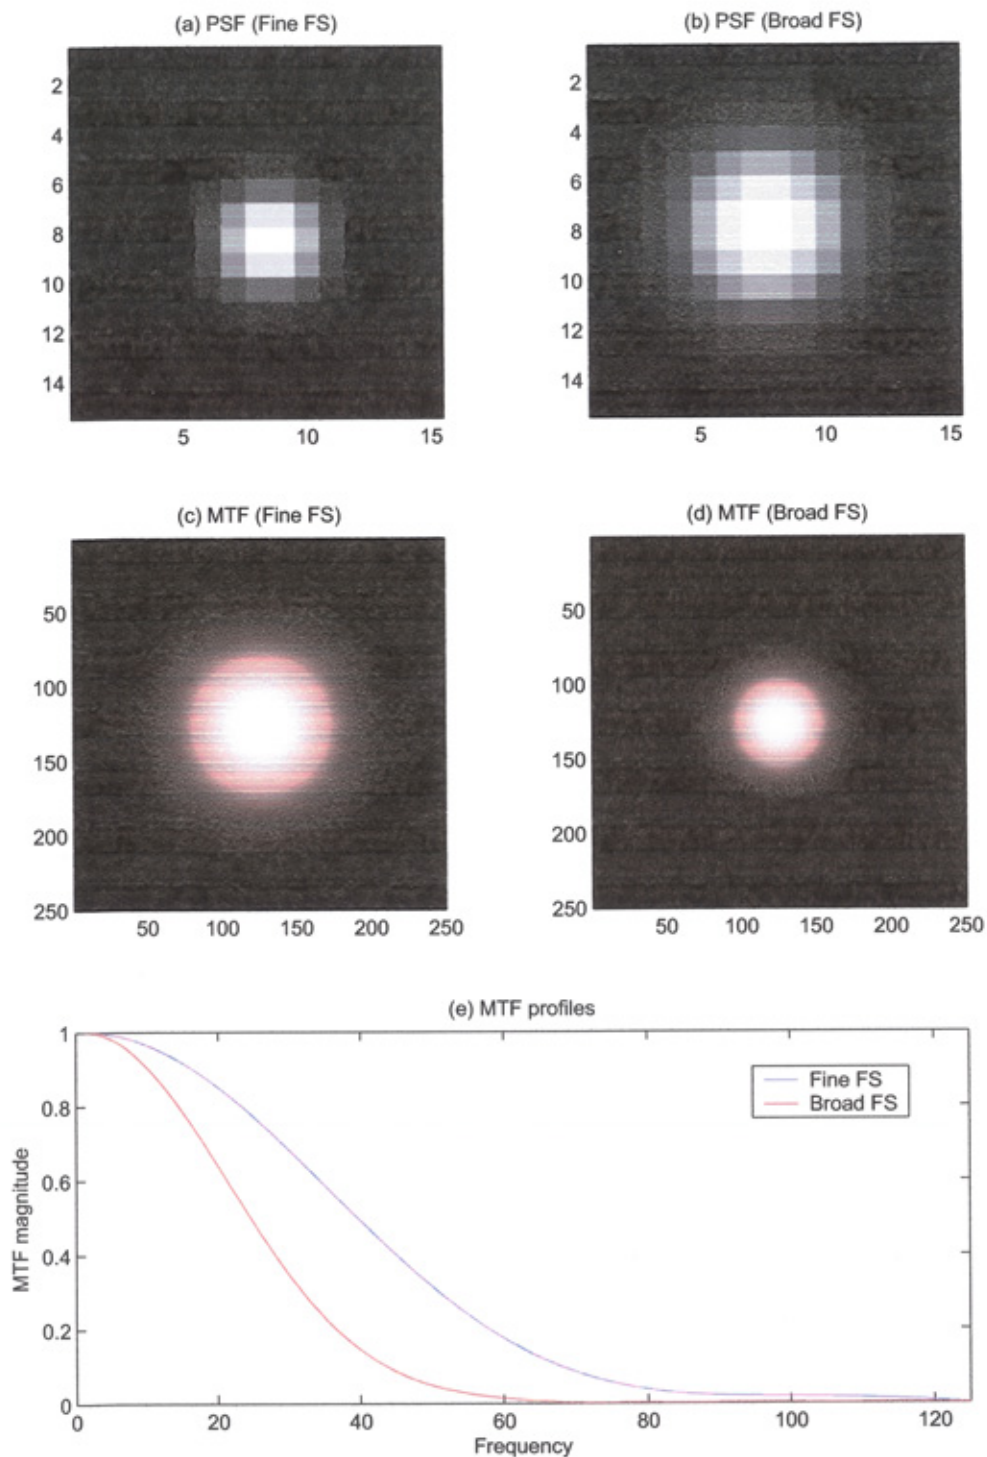 (a) PSF (Fine FS)
2
4
6
8
10
12
14
5 10 15
(b) PSF (Broad FS)
2
4
6
8
10
12
14
5 10 15
(c) MTF (Fine FS)
50
100
150
200
250
50 100 150 200 250
(d) MTF (Broad FS)
50
100
150
200
250
50 100 150 200 250
(e) MTF profiles
1
0.8
0.6
0.4
0.2
0
MTF magnitude
Fine FS
Broad FS
0 20 40 60 80 100 120
Frequency